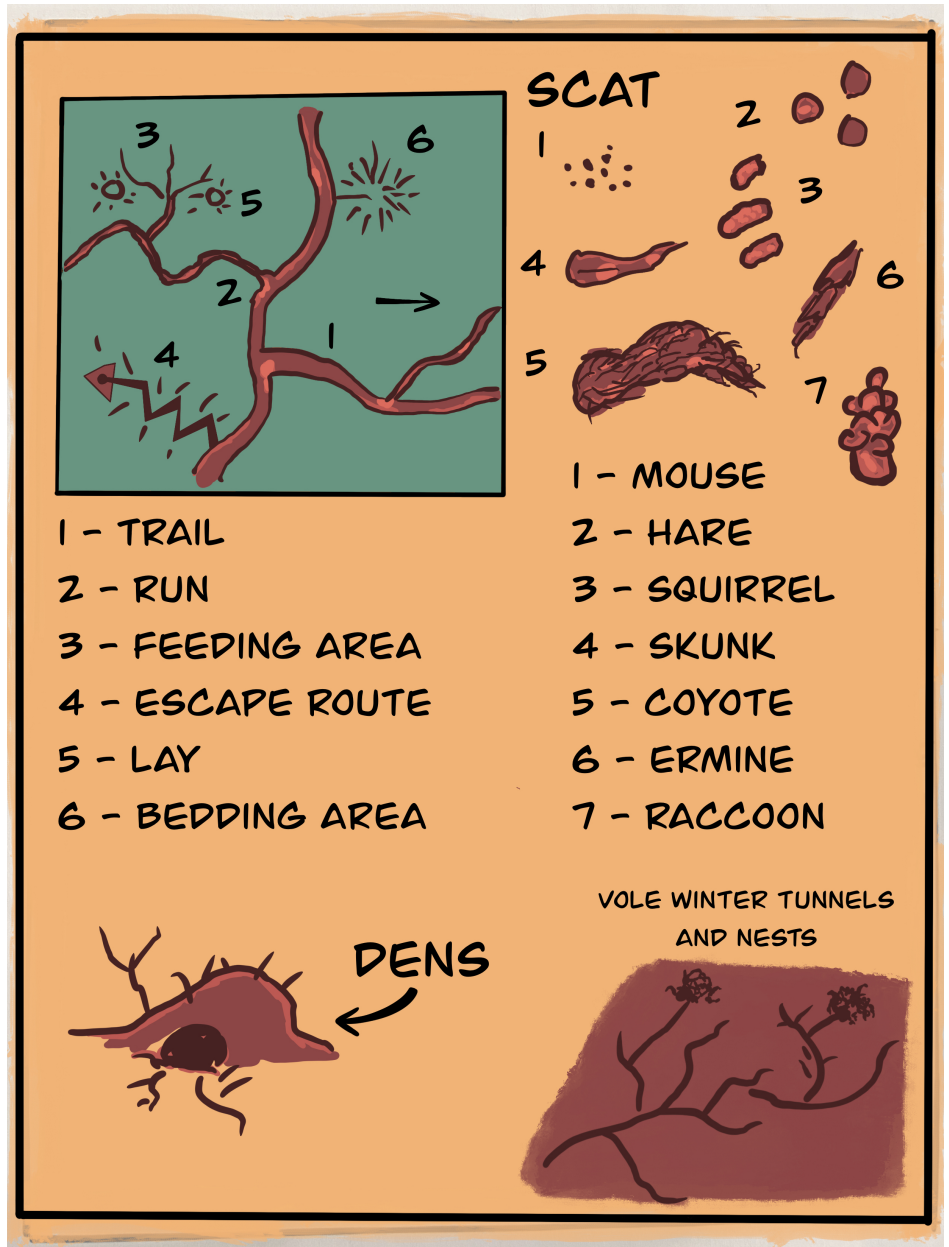 3
6
5
2
1
4
1 - TRAIL
2 - RUN
3 - FEEDING AREA
4 - ESCAPE ROUTE
5 - LAY
6 - BEDDING AREA
SCAT
1
2
3
4
6
5
7
1 - MOUSE
2 - HARE
3 - SQUIRREL
4 - SKUNK
5 - COYOTE
6 - ERMINE
7 - RACCOON
DENS
VOLE WINTER TUNNELS
AND NESTS